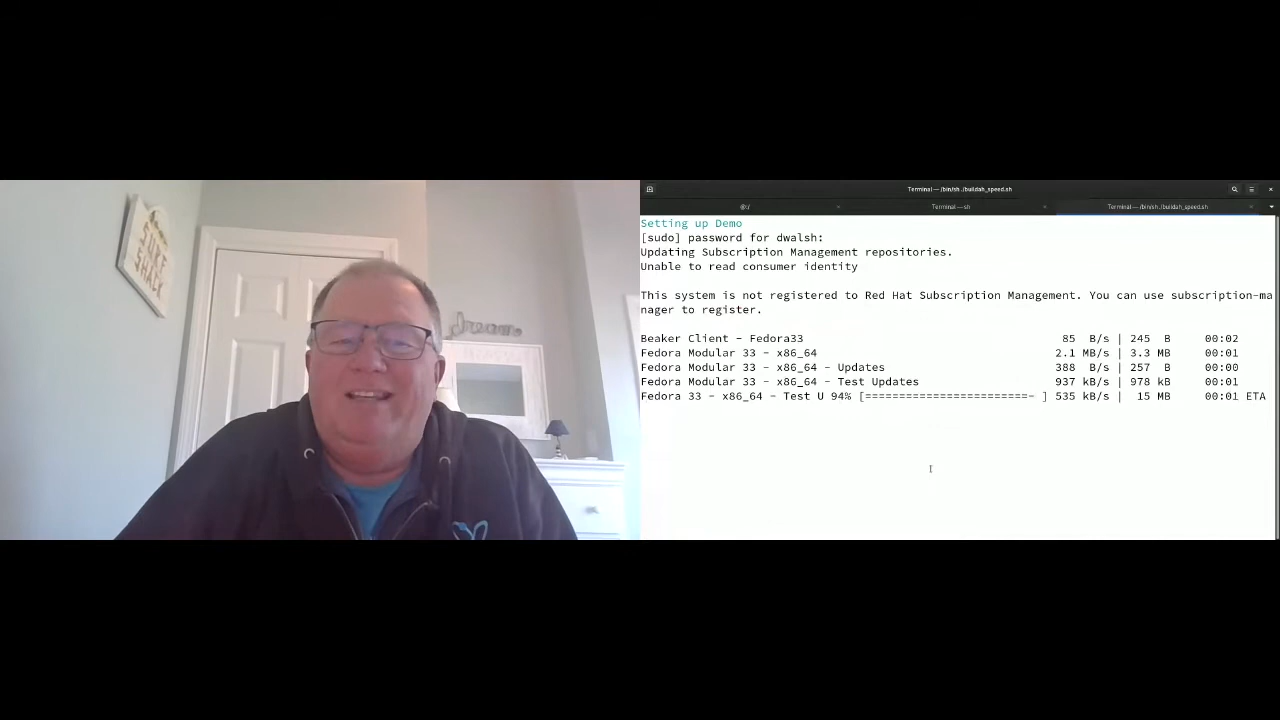 THE
STUKE
SHACK
dream
Terminal — /bin/sh ./buildah_speed.sh
@:/
Terminal — sh
Terminal — /bin/sh ./buildah_speed.sh
Setting up Demo
[sudo] password for dwalsh:
Updating Subscription Management repositories.
Unable to read consumer identity
This system is not registered to Red Hat Subscription Management. You can use subscription-ma
nager to register.
Beaker Client - Fedora33 85 B/s | 245 B 00:02
Fedora Modular 33 - x86_64 2.1 MB/s | 3.3 MB 00:01
Fedora Modular 33 - x86_64 - Updates 388 B/s | 257 B 00:00
Fedora Modular 33 - x86_64 - Test Updates 937 kB/s | 978 kB 00:01
Fedora 33 - x86_64 - Test U 94% [========================- ] 535 kB/s | 15 MB 00:01 ETA